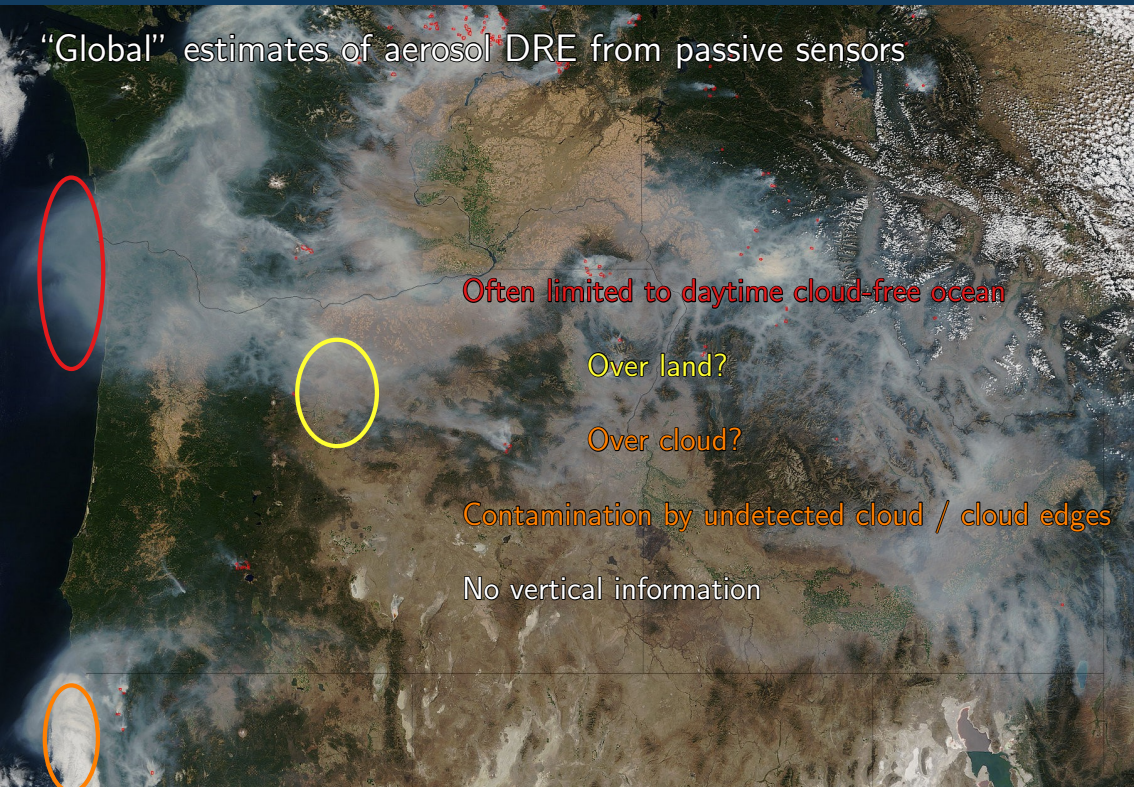 “Global” estimates of aerosol DRE from passive sensors
Often limited to daytime cloud-free ocean
Over land?
Over cloud?
Contamination by undetected cloud / cloud edges
No vertical information